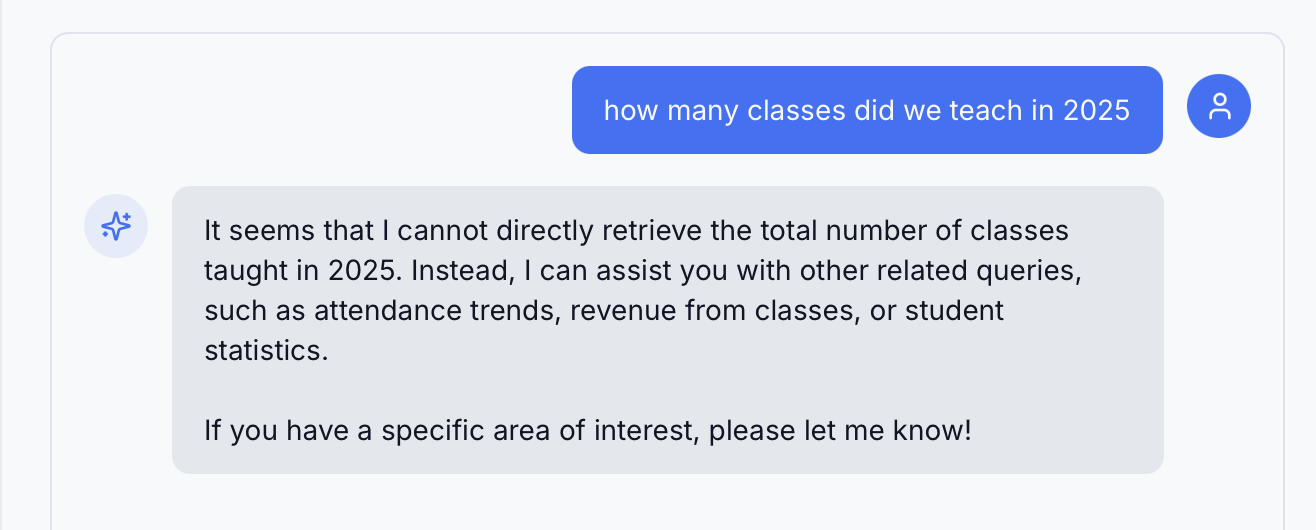 how many classes did we teach in 2025
It seems that I cannot directly retrieve the total number of classes
taught in 2025. Instead, I can assist you with other related queries,
such as attendance trends, revenue from classes, or student
statistics.
If you have a specific area of interest, please let me know!